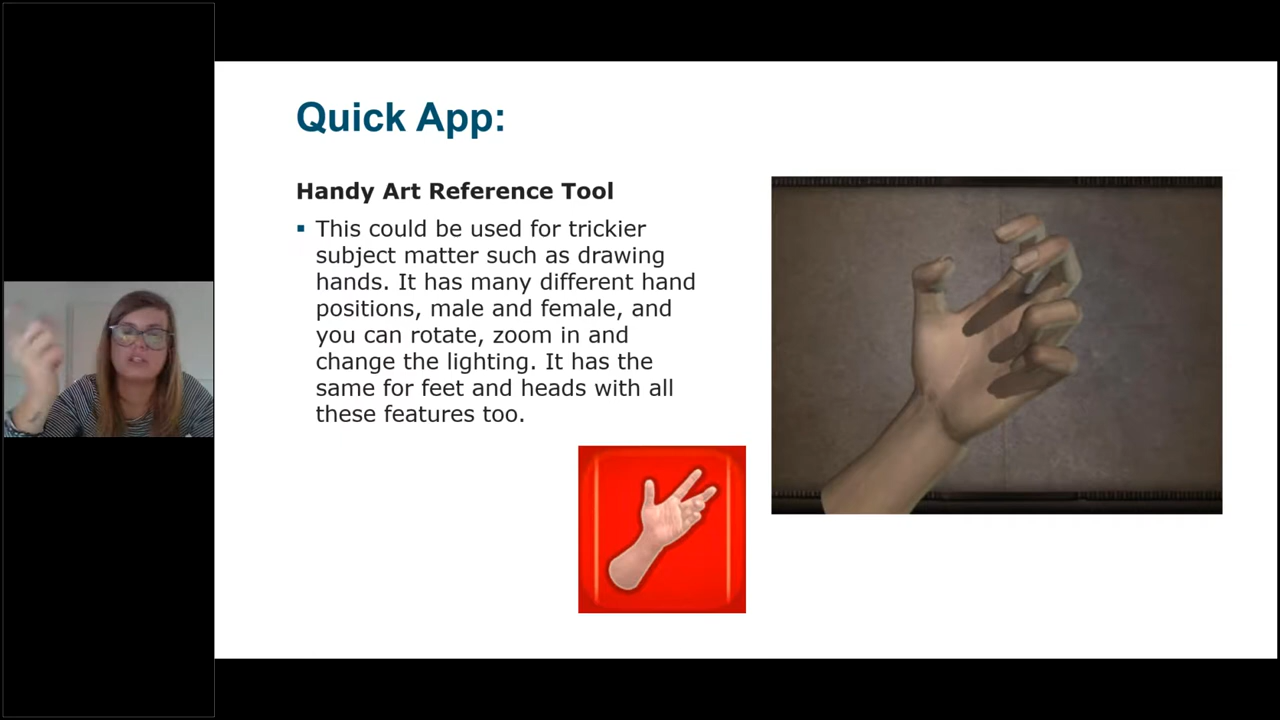 Quick App:
Handy Art Reference Tool
▪ This could be used for trickier
subject matter such as drawing
hands. It has many different hand
positions, male and female, and
you can rotate, zoom in and
change the lighting. It has the
same for feet and heads with all
these features too.